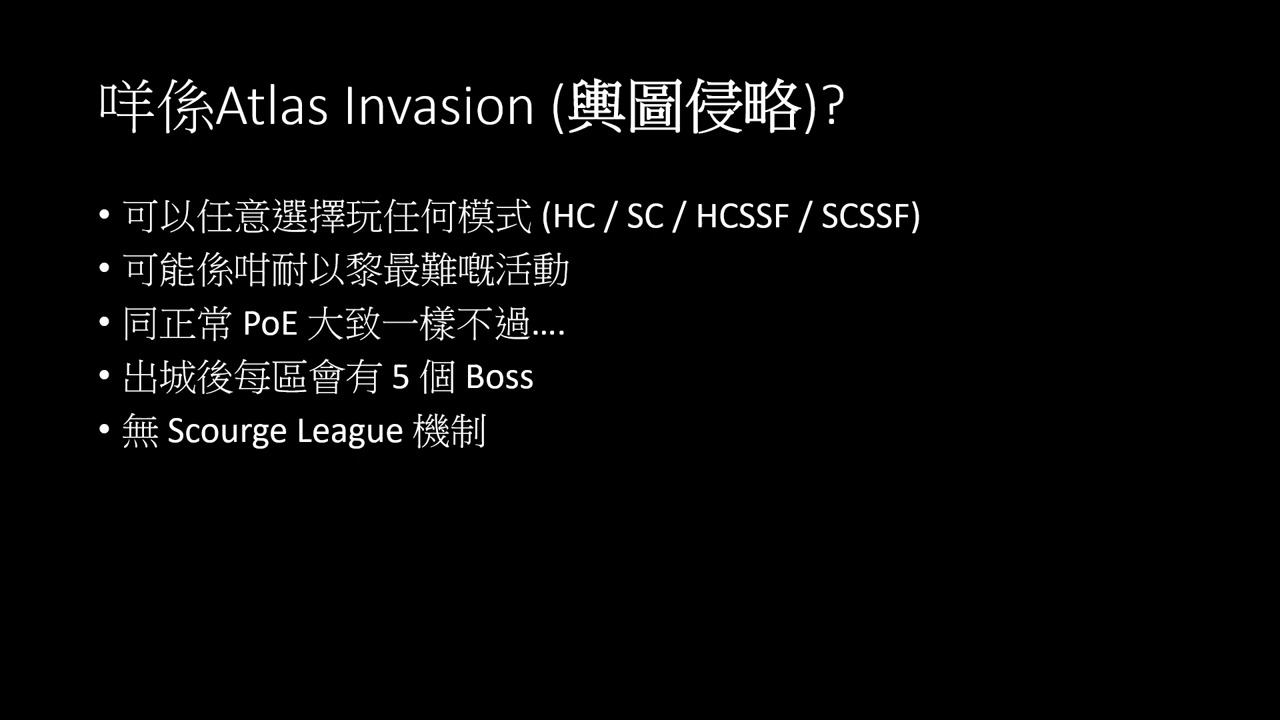 咩係Atlas Invasion (輿圖侵略)?
• 可以任意選擇玩任何模式 (HC / SC / HCSSF / SCSSF)
• 可能係咁耐以黎最難嘅活動
• 同正常 PoE 大致一樣不過....
• 出城後每區會有 5 個 Boss
• 無 Scourge League 機制